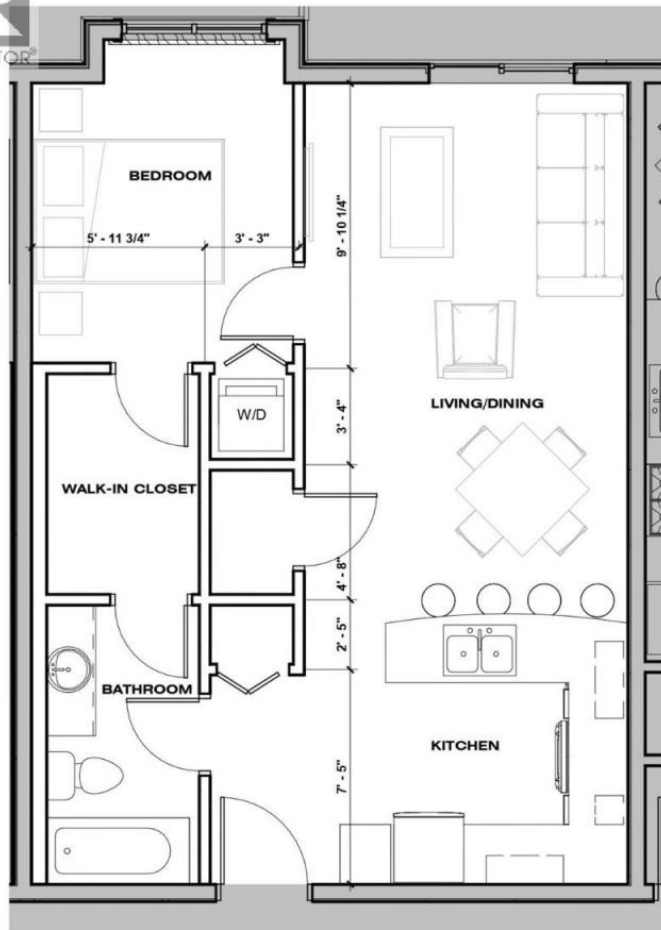 TOR®
BEDROOM
5' - 11 3/4"
3' - 3"
9' - 10 1/4"
W/D
3' - 4"
LIVING/DINING
WALK-IN CLOSET
4' - 8"
2' - 5"
BATHROOM
KITCHEN
7' - 5"